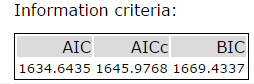 Information criteria:
AIC AICc BIC
1634.6435 1645.9768 1669.4337